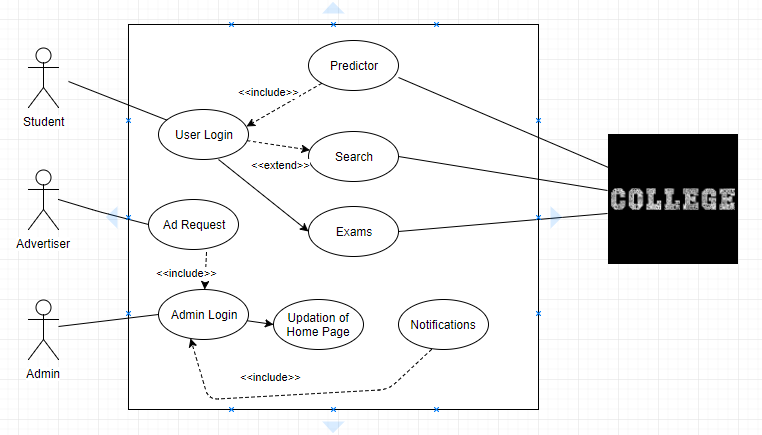 Predictor
<<include>>
Student
User Login
Search
<<extend>>
COLLEGE
Ad Request
Exams
Advertiser
<<include>>
Admin Login
Updation of
Home Page
Notifications
Admin
<<include>>